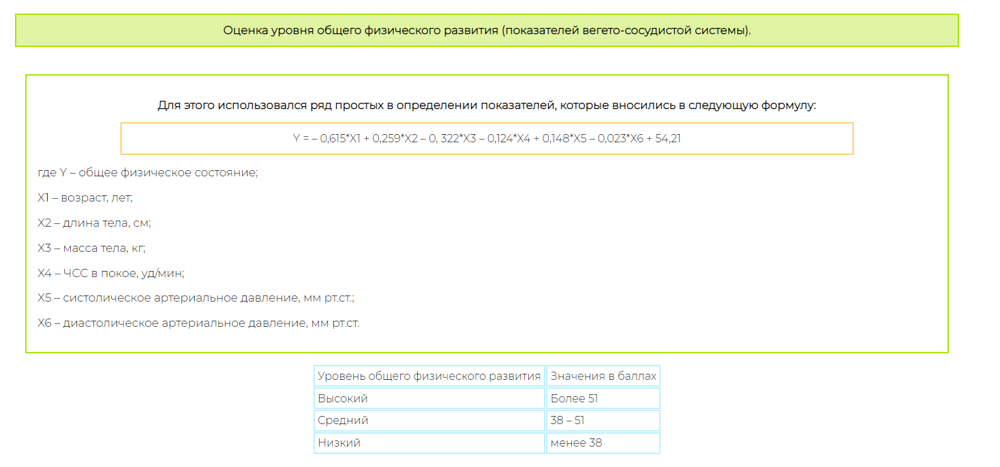 Оценка уровня общего физического развития (показателей вегето-сосудистой системы).
Для этого использовался ряд простых в определении показателей, которые вносились в следующую формулу:
Y = – 0,615*X1 + 0,259*X2 – 0, 322*X3 – 0,124*X4 + 0,148*X5 – 0,023*X6 + 54,21
где Y – общее физическое состояние;
X1 – возраст, лет;
X2 – длина тела, см;
X3 – масса тела, кг;
X4 – ЧСС в покое, уд/мин;
X5 – систолическое артериальное давление, мм рт.ст.;
X6 – диастолическое артериальное давление, мм рт.ст.
Уровень общего физического развития Значения в баллах
Высокий Более 51
Средний 38 – 51
Низкий менее 38